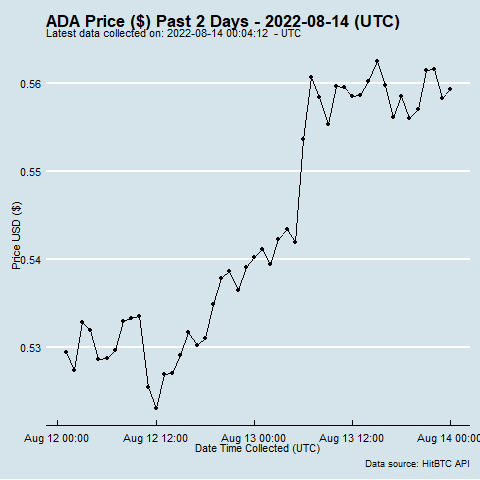 ADA Price ($) Past 2 Days - 2022-08-14 (UTC)
Latest data collected on: 2022-08-14 00:04:12 - UTC
0.56
0.55
0.54
0.53
Price USD ($)
Aug 12 00:00 Aug 12 12:00 Aug 13 00:00 Aug 13 12:00 Aug 14 00:00
Date Time Collected (UTC)
Data source: HitBTC API